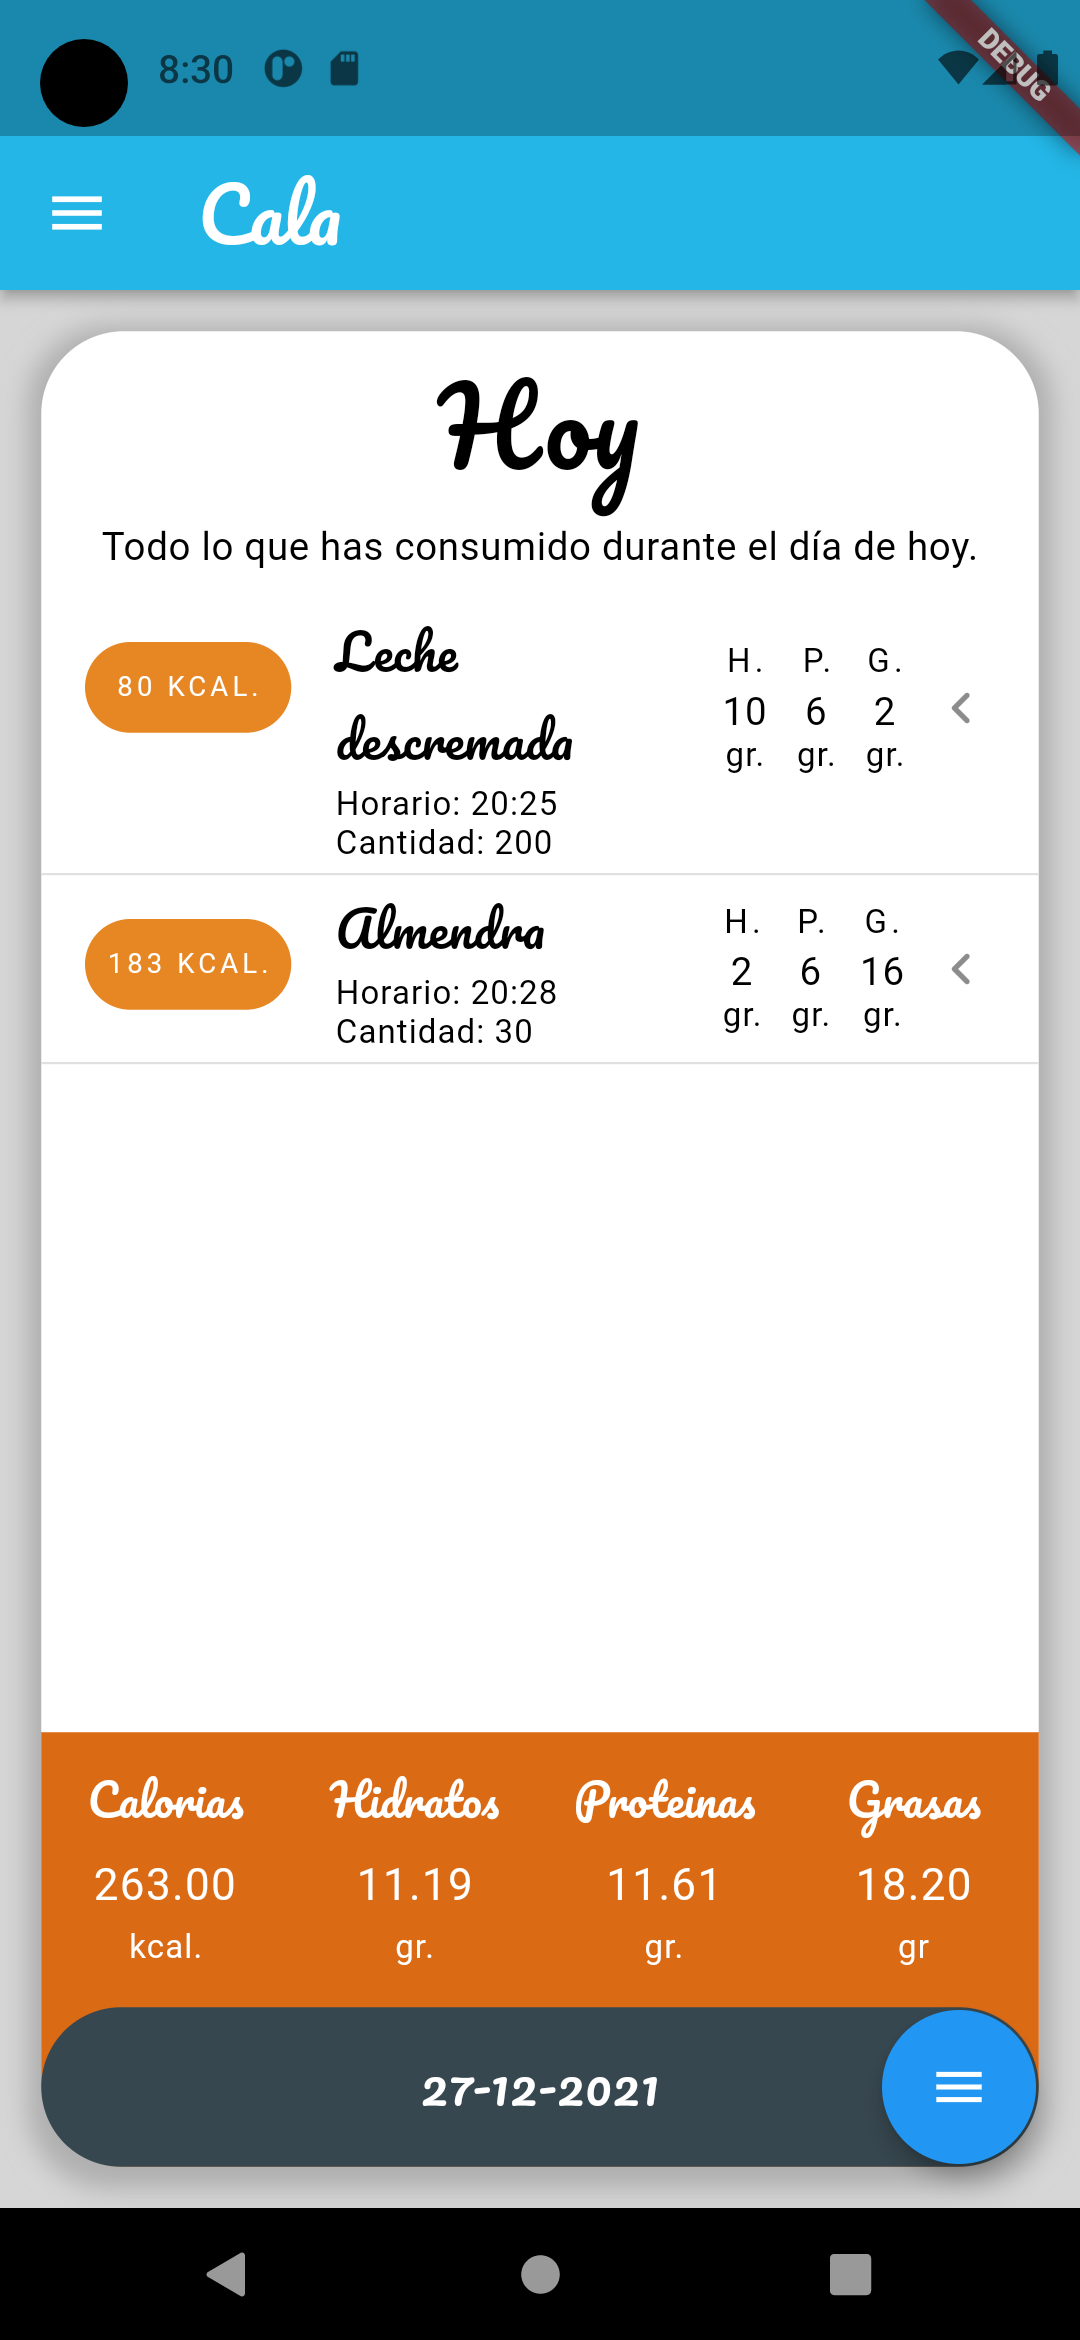 8:30
DEBUG
Cala
Hoy
Todo lo que has consumido durante el día de hoy.
80 KCAL.
Leche
descremada
Horario: 20:25
Cantidad: 200
H. P. G.
10 6 2
gr. gr. gr.
183 KCAL.
Almendra
Horario: 20:28
Cantidad: 30
H. P. G.
2 6 16
gr. gr. gr.
Calorias Hidratos Proteinas Grasas
263.00 11.19 11.61 18.20
kcal. gr. gr. gr
27-12-2021